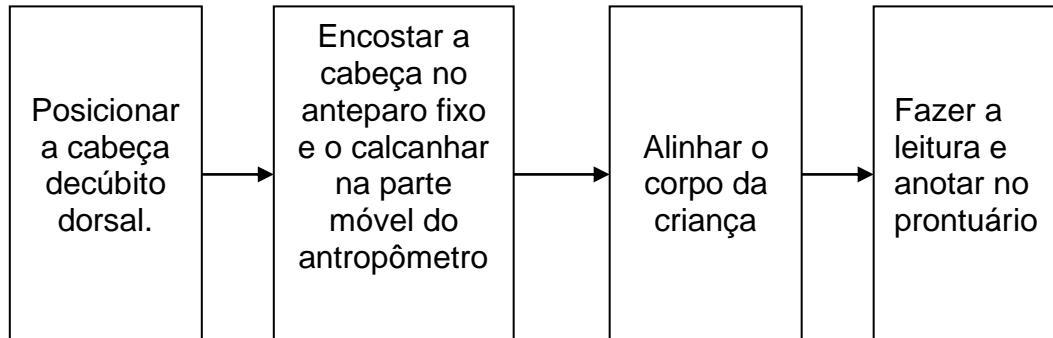 Posicionar
a cabeça
decúbito
dorsal.
Encostar a
cabeça no
anteparo fixo
e o calcanhar
na parte
móvel do
antropômetro
Alinhar o
corpo da
criança
Fazer a
leitura e
anotar no
prontuário